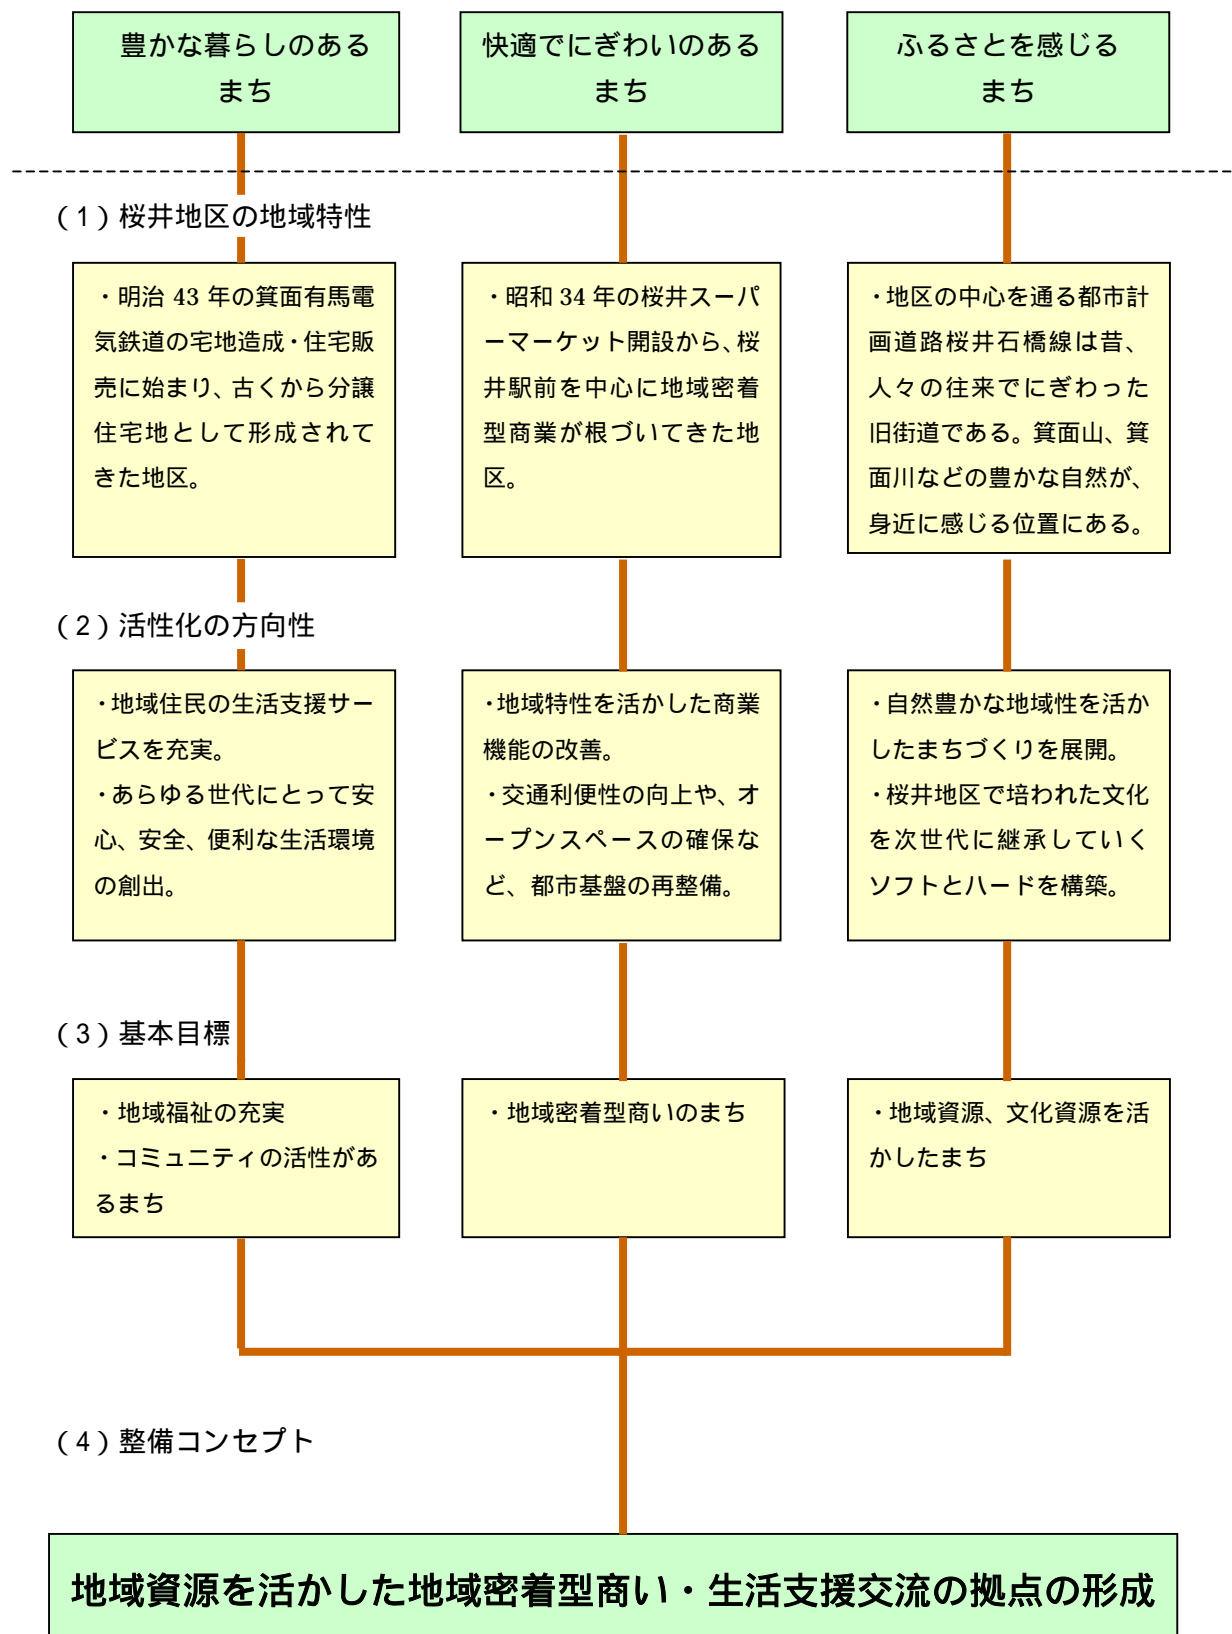 豊かな暮らしのある
まち
快適でにぎわいのある
まち
ふるさとを感じる
まち
（1）桜井地区の地域特性
・明治 43 年の箕面有馬電
気鉄道の宅地造成・住宅販
売に始まり、古くから分譲
住宅地として形成されて
きた地区。
・昭和 34 年の桜井スーパ
ーマーケット開設から、桜
井駅前を中心に地域密着
型商業が根づいてきた地
区。
・地区の中心を通る都市計
画道路桜井石橋線は昔、
人々の往来でにぎわった
旧街道である。箕面山、箕
面川などの豊かな自然が、
身近に感じる位置にある。
（2）活性化の方向性
・地域住民の生活支援サー
ビスを充実。
・あらゆる世代にとって安
心、安全、便利な生活環境
の創出。
・地域特性を活かした商業
機能の改善。
・交通利便性の向上や、オ
ープンスペースの確保な
ど、都市基盤の再整備。
・自然豊かな地域性を活か
したまちづくりを展開。
・桜井地区で培われた文化
を次世代に継承していく
ソフトとハードを構築。
（3）基本目標
・地域福祉の充実
・コミュニティの活性があ
るまち
・地域密着型商いのまち
・地域資源、文化資源を活
かしたまち
（4）整備コンセプト
地域資源を活かした地域密着型商い・生活支援交流の拠点の形成